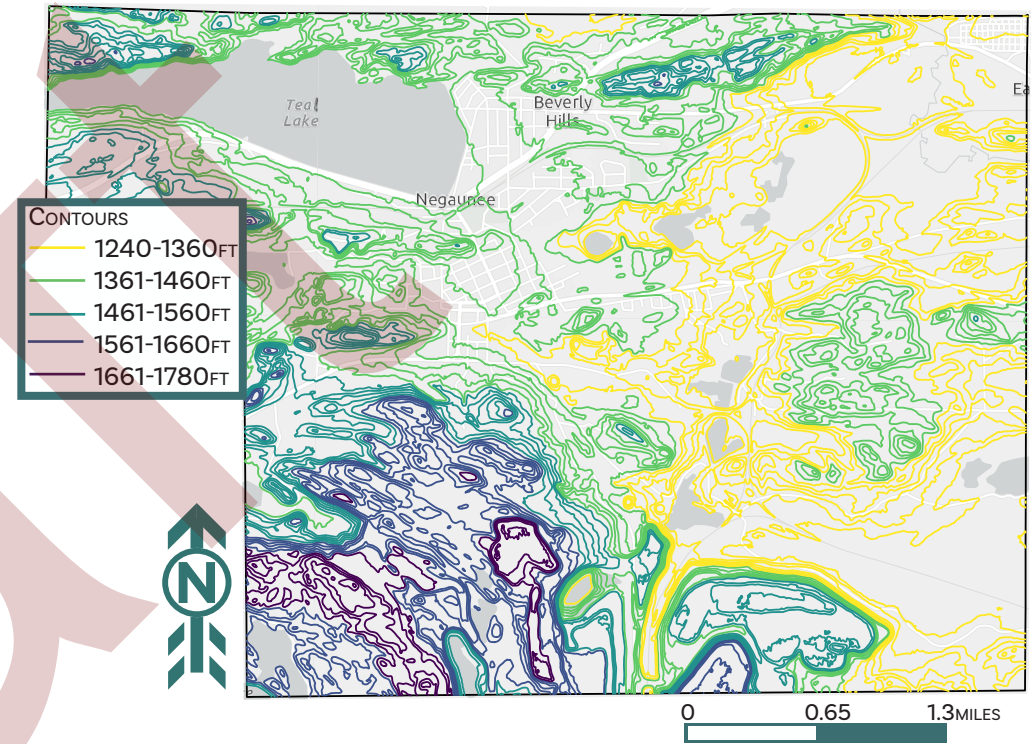 Teal
Lake
Beverly
Hills
Ea
Negaunee
CONTOURS
1240-1360FT
1361-1460FT
1461-1560FT
1561-1660FT
1661-1780FT
N
0 0.65 1.3MILES